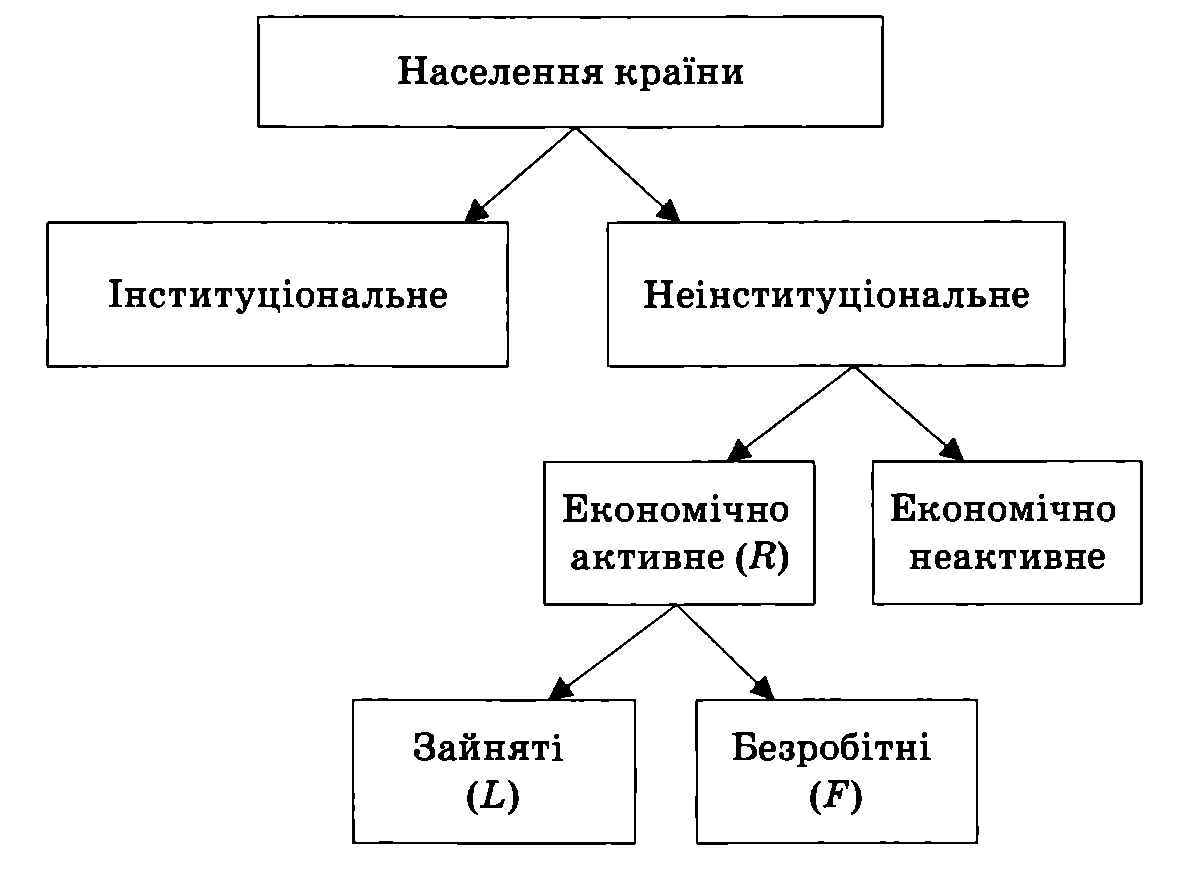 Населення країни
Інституціональне
Неінституціональне
Економічно
активне (R)
Економічно
неактивне
Зайняті
(L)
Безробітні
(F)